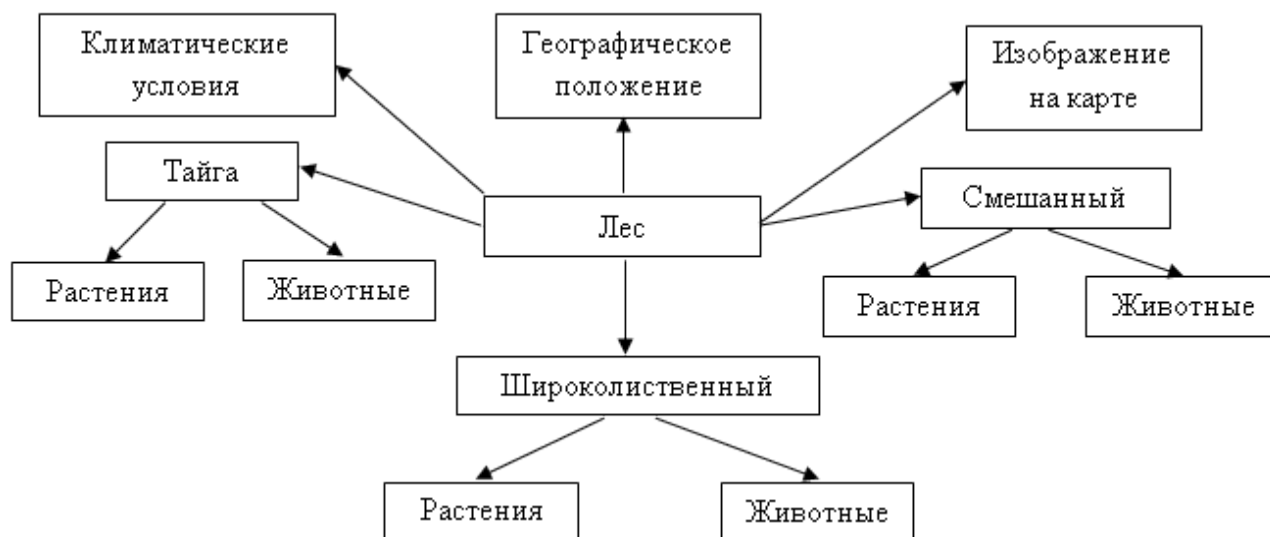 Климатические
условия
Географическое
положение
Изображение
на карте
Тайга
Лес
Смешанный
Растения
Животные
Растения
Животные
Широколиственный
Растения
Животные